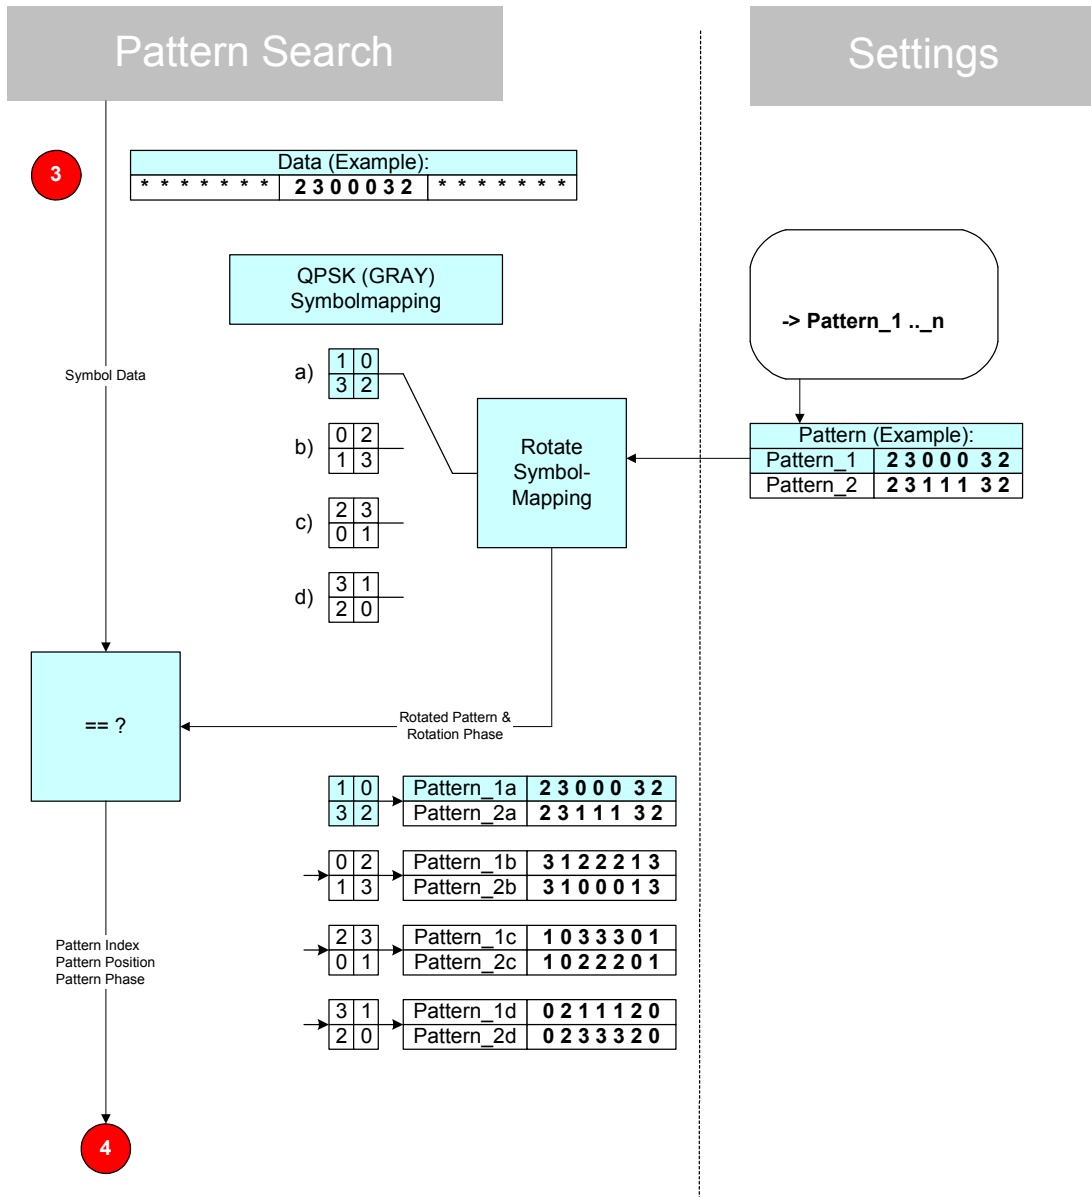 Pattern Search
Settings
3
Data (Example):
* * * * * * * 2 3 0 0 0 3 2 * * * * * * *
QPSK (GRAY)
Symbolmapping
-> Pattern_1 .._n
Symbol Data
a) 1 0
3 2
b) 0 2
1 3
c) 2 3
0 1
d) 3 1
2 0
Rotate
Symbol-
Mapping
Pattern (Example):
Pattern_1 2 3 0 0 0 3 2
Pattern_2 2 3 1 1 1 3 2
== ?
Rotated Pattern &
Rotation Phase
1 0 Pattern_1a 2 3 0 0 0 3 2
3 2 Pattern_2a 2 3 1 1 1 3 2
0 2 Pattern_1b 3 1 2 2 2 1 3
1 3 Pattern_2b 3 1 0 0 0 1 3
2 3 Pattern_1c 1 0 3 3 3 0 1
0 1 Pattern_2c 1 0 2 2 2 0 1
3 1 Pattern_1d 0 2 1 1 1 2 0
2 0 Pattern_2d 0 2 3 3 3 2 0
Pattern Index
Pattern Position
Pattern Phase
4